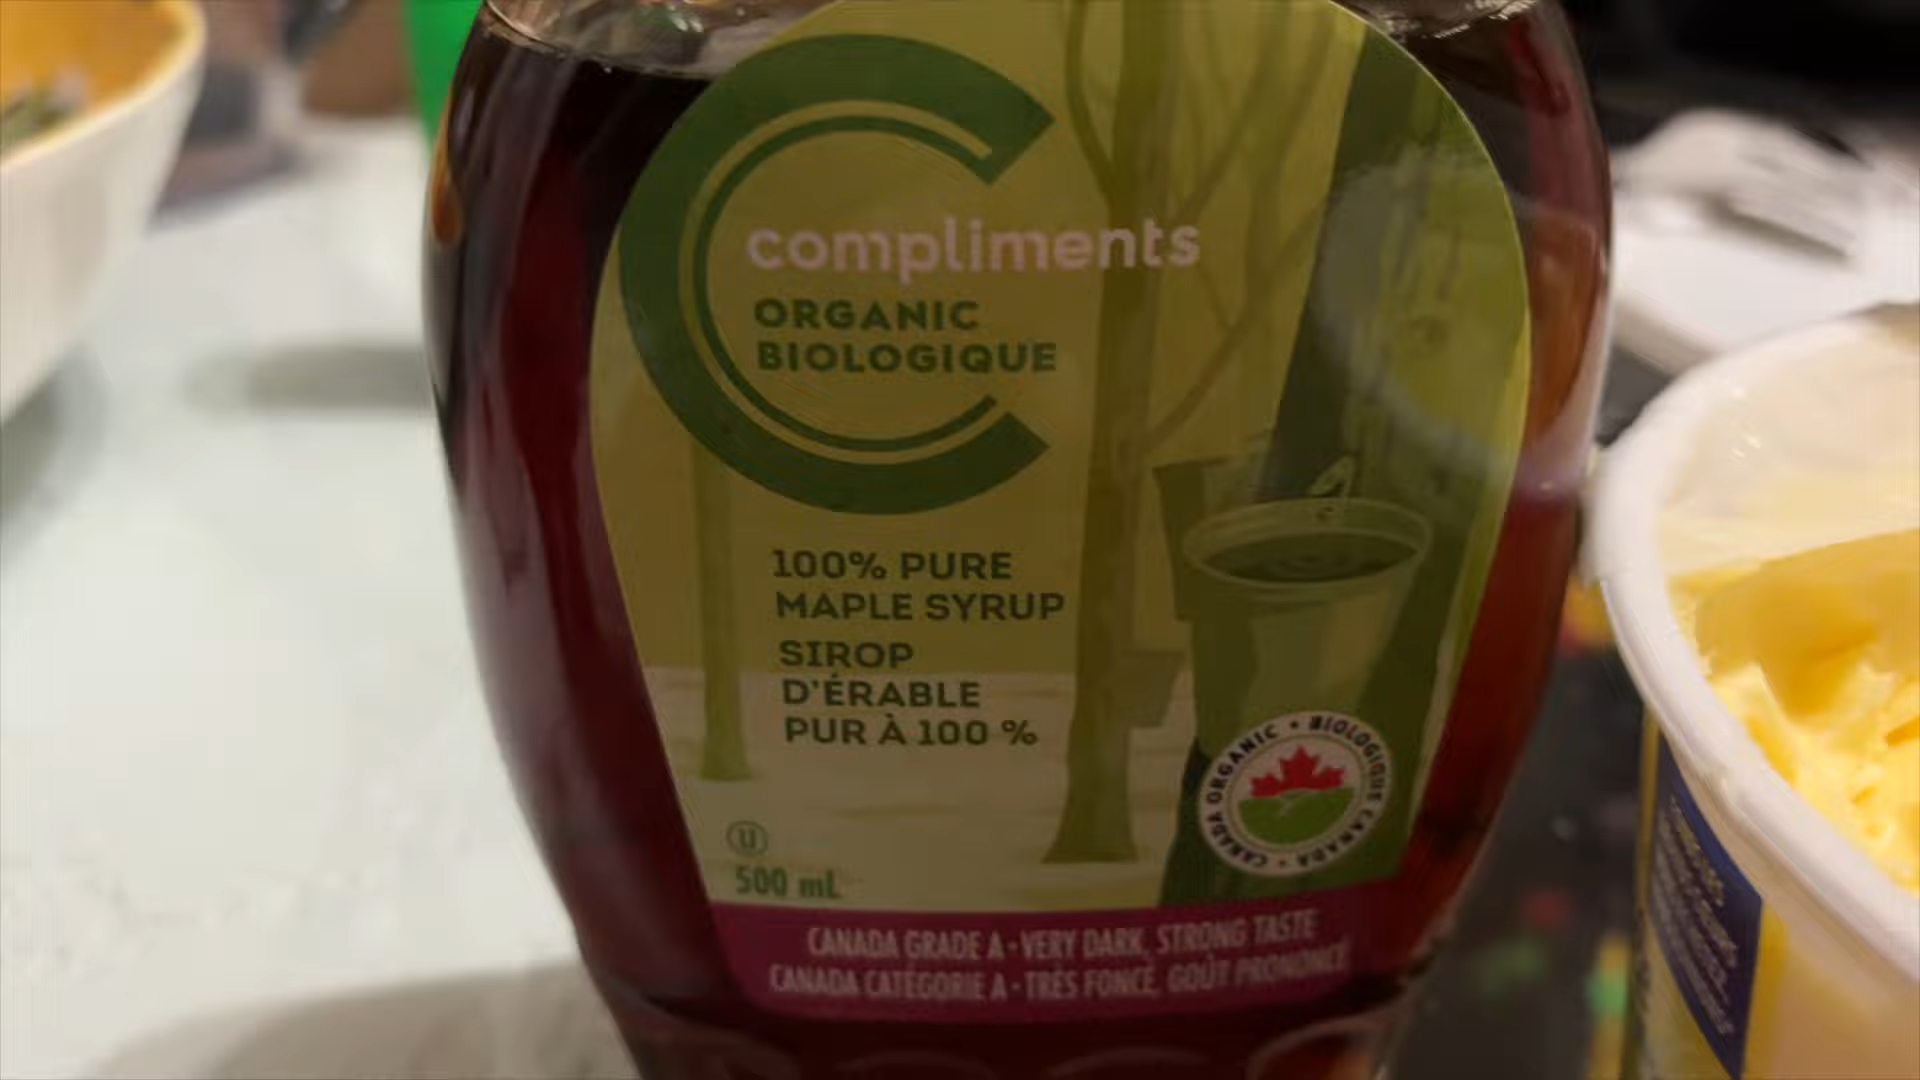 compliments
ORGANIC
BIOLOGIQUE
100% PURE
MAPLE SYRUP
SIROP
D'ÉRABLE
PUR À 100 %
CANADA ORGANIC • BIOLOGIQUE CANADA •
U
500 mL
CANADA GRADE A • VERY DARK, STRONG TASTE
CANADA CATÉGORIE A • TRÈS FONCÉ, GOÛT PRONONCÉ